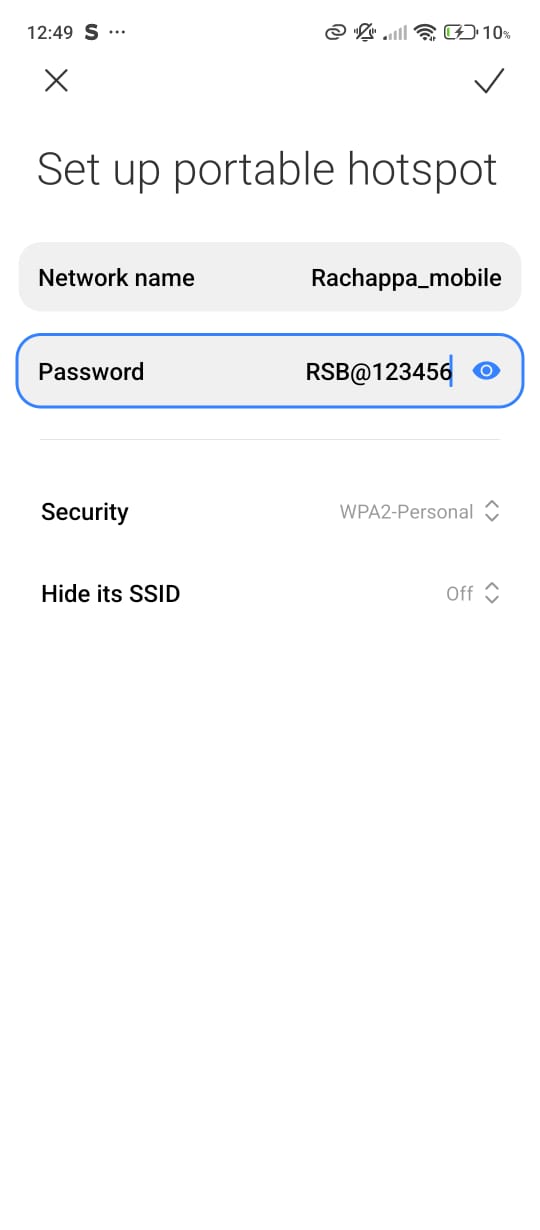 12:49 S ... 10%
Set up portable hotspot
Network name Rachappa_mobile
Password RSB@123456
Security WPA2-Personal
Hide its SSID Off